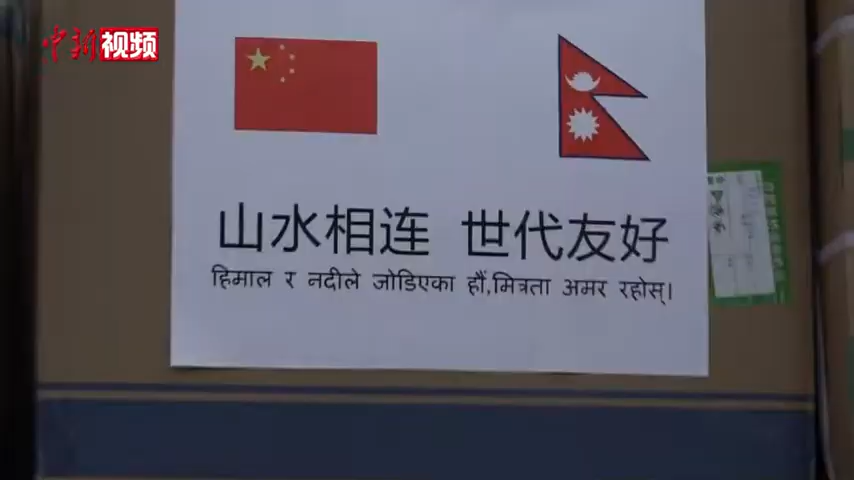 中新视频
山水相连 世代友好
हिमाल र नदीले जोडिएका हौं,मित्रता अमर रहोस्।